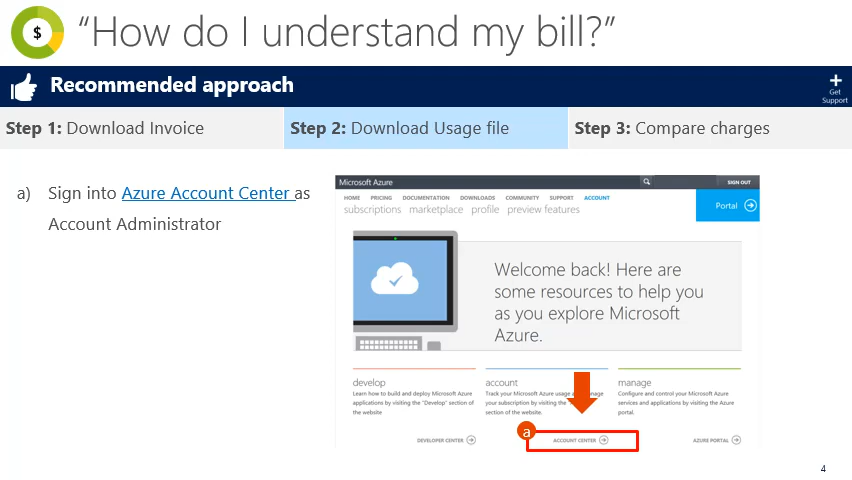 $
“How do I understand my bill?”
Recommended approach
Get
Support
Step 1: Download Invoice
Step 2: Download Usage file
Step 3: Compare charges
a) Sign into Azure Account Center as
Account Administrator
Microsoft Azure
SIGN OUT
HOME PRICING DOCUMENTATION DOWNLOADS COMMUNITY SUPPORT ACCOUNT
subscriptions marketplace profile preview features
Portal
Welcome back! Here are
some resources to help you
as you explore Microsoft
Azure.
develop
Learn how to build and deploy Microsoft Azure
applications by visiting the "Develop" section of
the website
DEVELOPER CENTER
account
Track your Microsoft Azure usage
your subscription by visiting the
section of the website.
a
ACCOUNT CENTER
manage
Configure and control your Microsoft Azure
services and applications by visiting the Azure
portal.
AZURE PORTAL
4